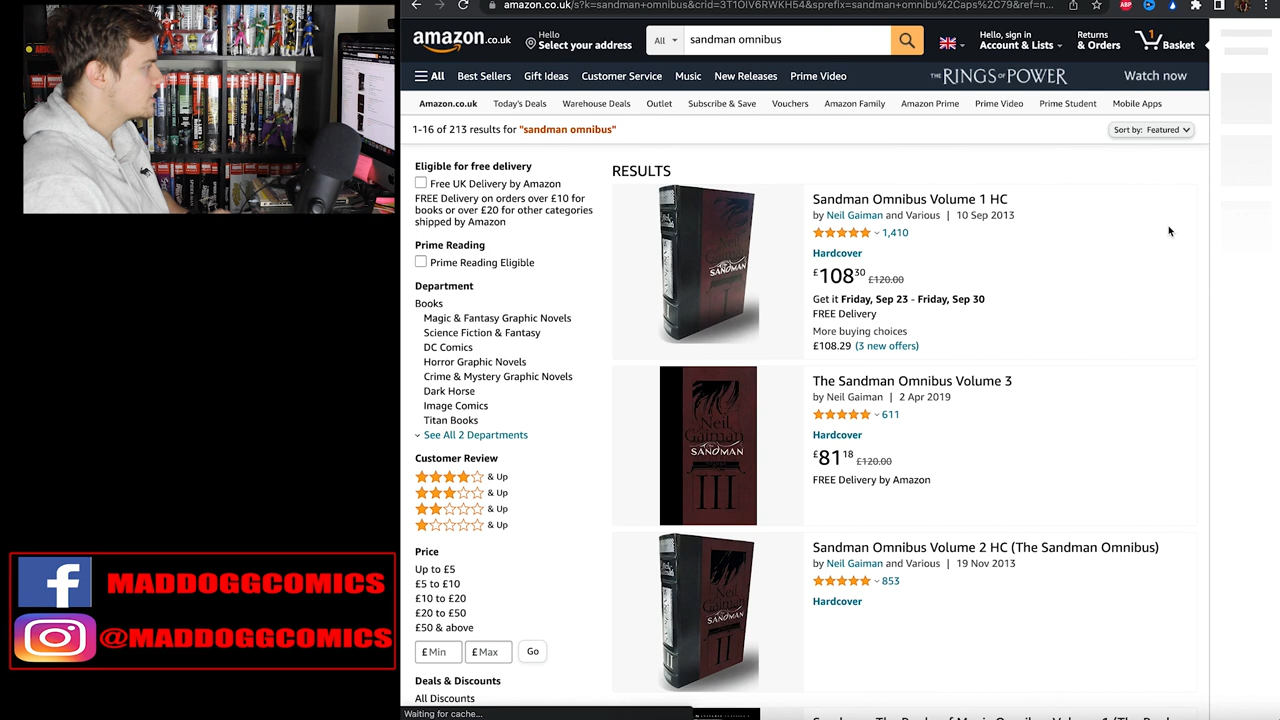 amazon.co.uk/s?k=sandman+omnibus&crid=3T1OIV6RWKH54&sprefix=sandman+omnibu%2Caps%2C79&ref=n...
amazon.co.uk
Hello
Select your address
All
sandman omnibus
Hello, sign in
Account & Lis
Returns
1
All
Best Sellers
Gift Ideas
Customer Service
Music
New Releases
Prime Video
THE RINGS OF POWER
Watch now
Amazon.co.uk
Today's Deals
Warehouse Deals
Outlet
Subscribe & Save
Vouchers
Amazon Family
Amazon Prime
Prime Video
Prime Student
Mobile Apps
1-16 of 213 results for "sandman omnibus"
Sort by: Featured
Eligible for free delivery
Free UK Delivery by Amazon
FREE Delivery on orders over £10 for
books or over £20 for other categories
shipped by Amazon
Prime Reading
Prime Reading Eligible
Department
Books
Magic & Fantasy Graphic Novels
Science Fiction & Fantasy
DC Comics
Horror Graphic Novels
Crime & Mystery Graphic Novels
Dark Horse
Image Comics
Titan Books
See All 2 Departments
Customer Review
& Up
& Up
& Up
& Up
Price
Up to £5
£5 to £10
£10 to £20
£20 to £50
£50 & above
£ Min
£ Max
Go
Deals & Discounts
All Discounts
RESULTS
Sandman Omnibus Volume 1 HC
by Neil Gaiman and Various | 10 Sep 2013
1,410
Hardcover
£108.30 £120.00
Get it Friday, Sep 23 - Friday, Sep 30
FREE Delivery
More buying choices
£108.29 (3 new offers)
Neil
Gaiman
the
SANDMAN
III
The Sandman Omnibus Volume 3
by Neil Gaiman | 2 Apr 2019
611
Hardcover
£81.18 £120.00
FREE Delivery by Amazon
SANDMAN
II
Sandman Omnibus Volume 2 HC (The Sandman Omnibus)
by Neil Gaiman and Various | 19 Nov 2013
853
Hardcover
Waiting for cache...
f MADDOGGCOMICS
@MADDOGGCOMICS